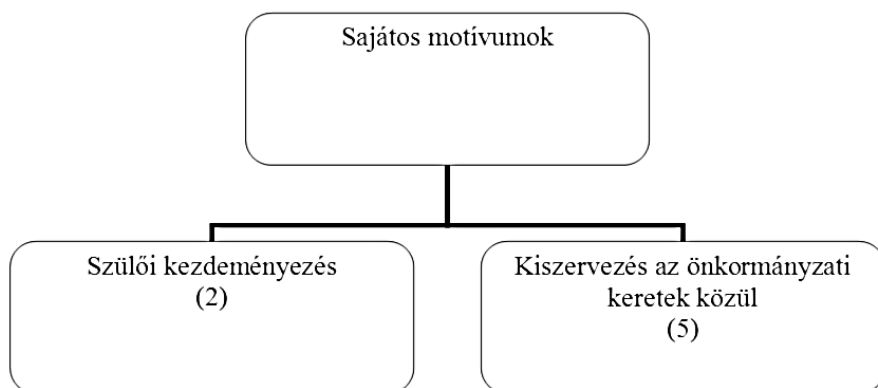 Sajátos motívumok
Szülői kezdeményezés
(2)
Kiszervezés az önkormányzati
keretek közül
(5)